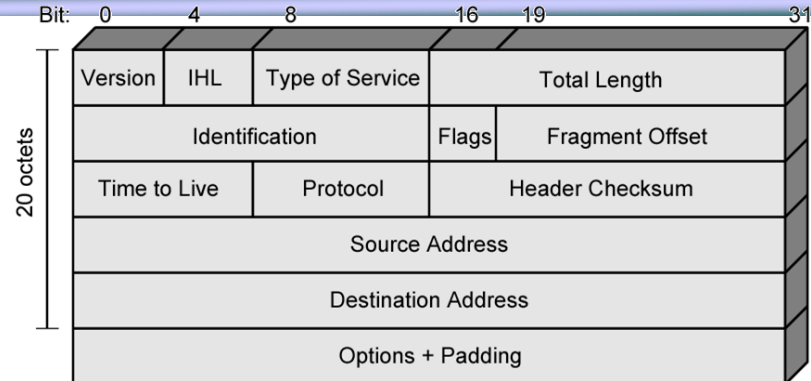 Bit: 0 4 8 16 19 31
Version IHL Type of Service Total Length
Identification Flags Fragment Offset
Time to Live Protocol Header Checksum
Source Address
Destination Address
Options + Padding
20 octets